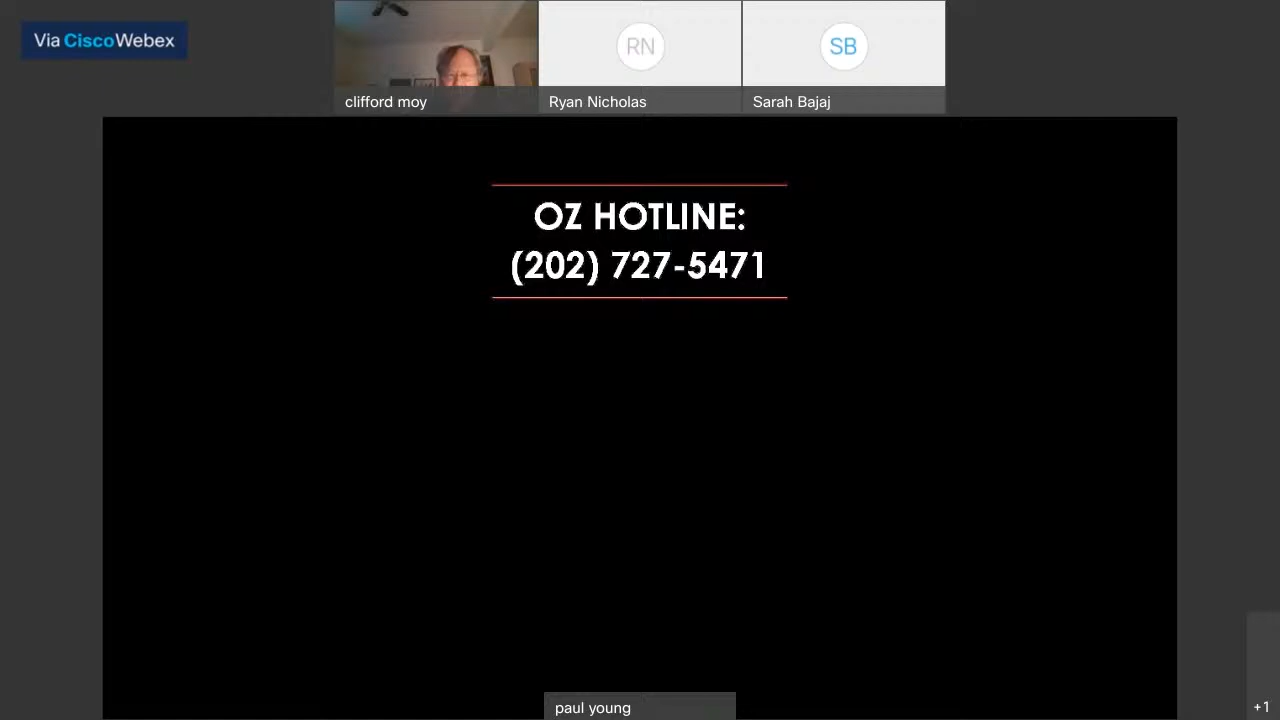 Via Cisco Webex
RN
SB
clifford moy
Ryan Nicholas
Sarah Bajaj
OZ HOTLINE:
(202) 727-5471
paul young
+1